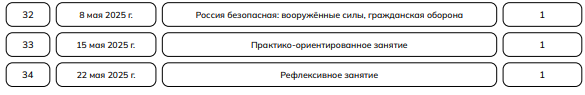 32 8 мая 2025 г. Россия безопасная: вооружённые силы, гражданская оборона 1
33 15 мая 2025 г. Практико-ориентированное занятие 1
34 22 мая 2025 г. Рефлексивное занятие 1